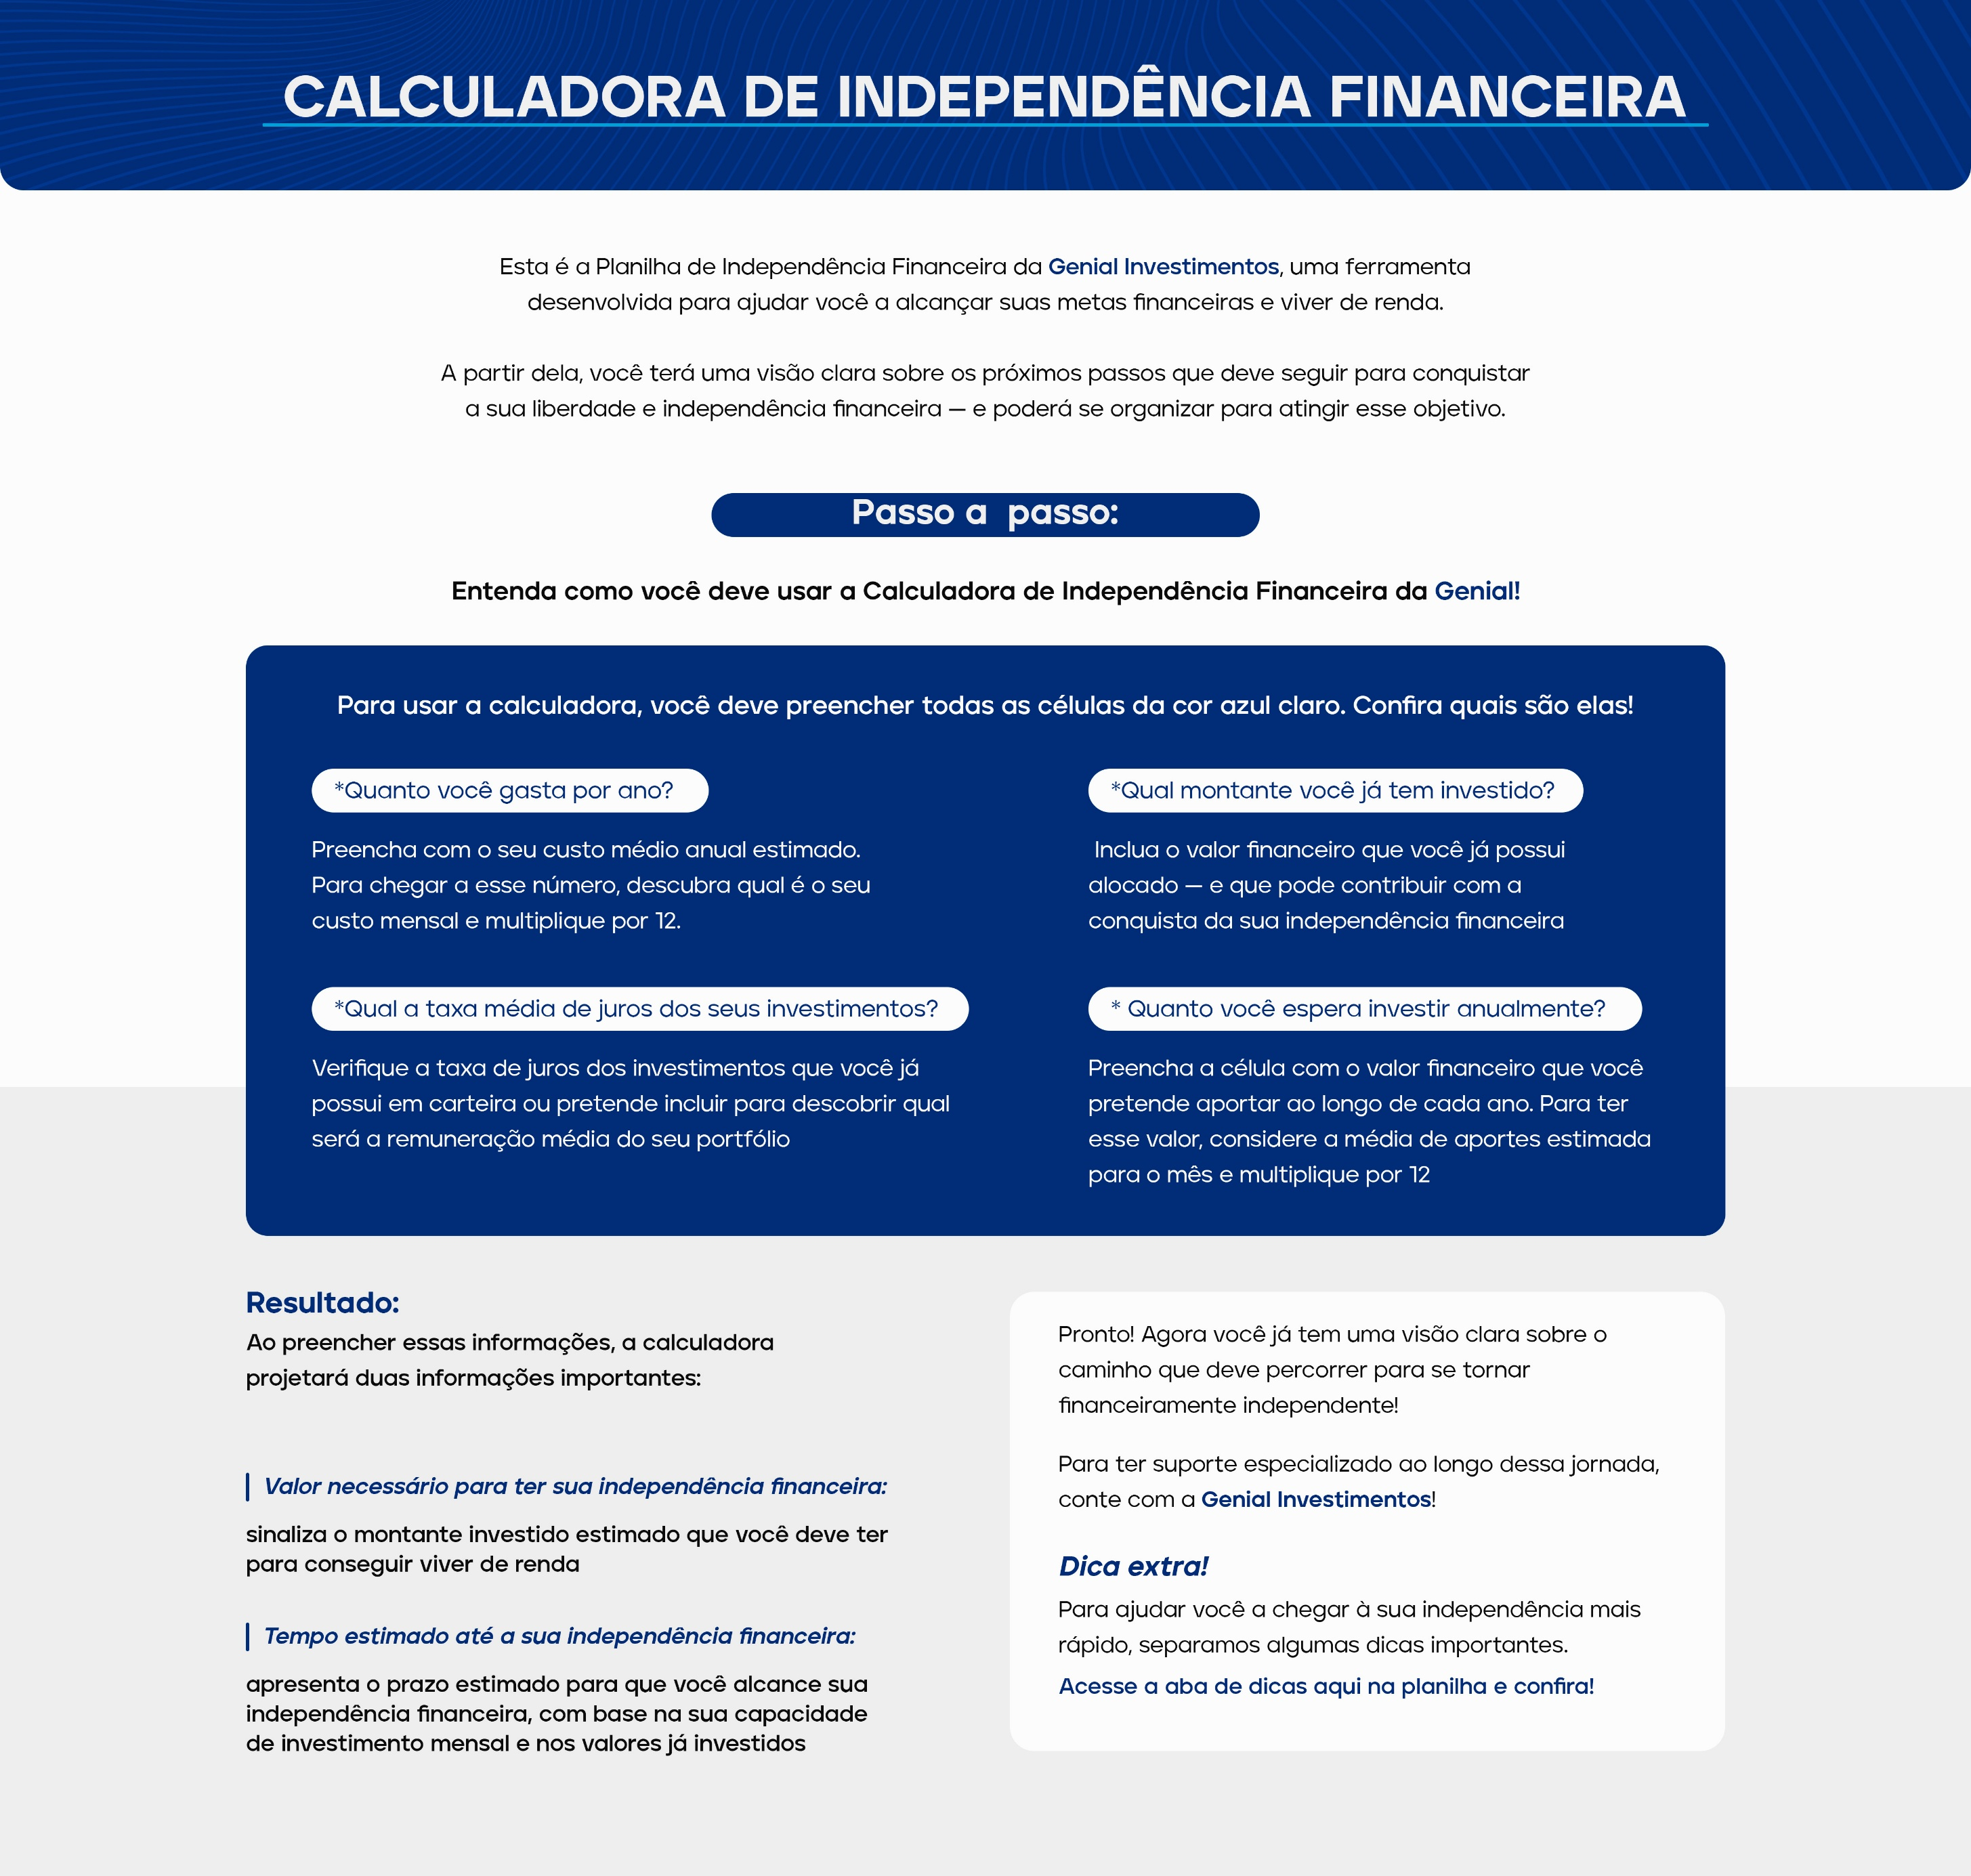 CALCULADORA DE INDEPENDÊNCIA FINANCEIRA
Esta é a Planilha de Independência Financeira da Genial Investimentos, uma ferramenta
desenvolvida para ajudar você a alcançar suas metas financeiras e viver de renda.
A partir dela, você terá uma visão clara sobre os próximos passos que deve seguir para conquistar
a sua liberdade e independência financeira — e poderá se organizar para atingir esse objetivo.
Passo a  passo:
Entenda como você deve usar a Calculadora de Independência Financeira da Genial!
Para usar a calculadora, você deve preencher todas as células da cor azul claro. Confira quais são elas!
*Quanto você gasta por ano?
Preencha com o seu custo médio anual estimado.
Para chegar a esse número, descubra qual é o seu
custo mensal e multiplique por 12.
*Qual montante você já tem investido?
Inclua o valor financeiro que você já possui
alocado — e que pode contribuir com a
conquista da sua independência financeira
*Qual a taxa média de juros dos seus investimentos?
Verifique a taxa de juros dos investimentos que você já
possui em carteira ou pretende incluir para descobrir qual
será a remuneração média do seu portfólio
* Quanto você espera investir anualmente?
Preencha a célula com o valor financeiro que você
pretende aportar ao longo de cada ano. Para ter
esse valor, considere a média de aportes estimada
para o mês e multiplique por 12
Resultado:
Ao preencher essas informações, a calculadora
projetará duas informações importantes:
Valor necessário para ter sua independência financeira:
sinaliza o montante investido estimado que você deve ter
para conseguir viver de renda
Tempo estimado até a sua independência financeira:
apresenta o prazo estimado para que você alcance sua
independência financeira, com base na sua capacidade
de investimento mensal e nos valores já investidos
Pronto! Agora você já tem uma visão clara sobre o
caminho que deve percorrer para se tornar
financeiramente independente!
Para ter suporte especializado ao longo dessa jornada,
conte com a Genial Investimentos!
Dica extra!
Para ajudar você a chegar à sua independência mais
rápido, separamos algumas dicas importantes.
Acesse a aba de dicas aqui na planilha e confira!